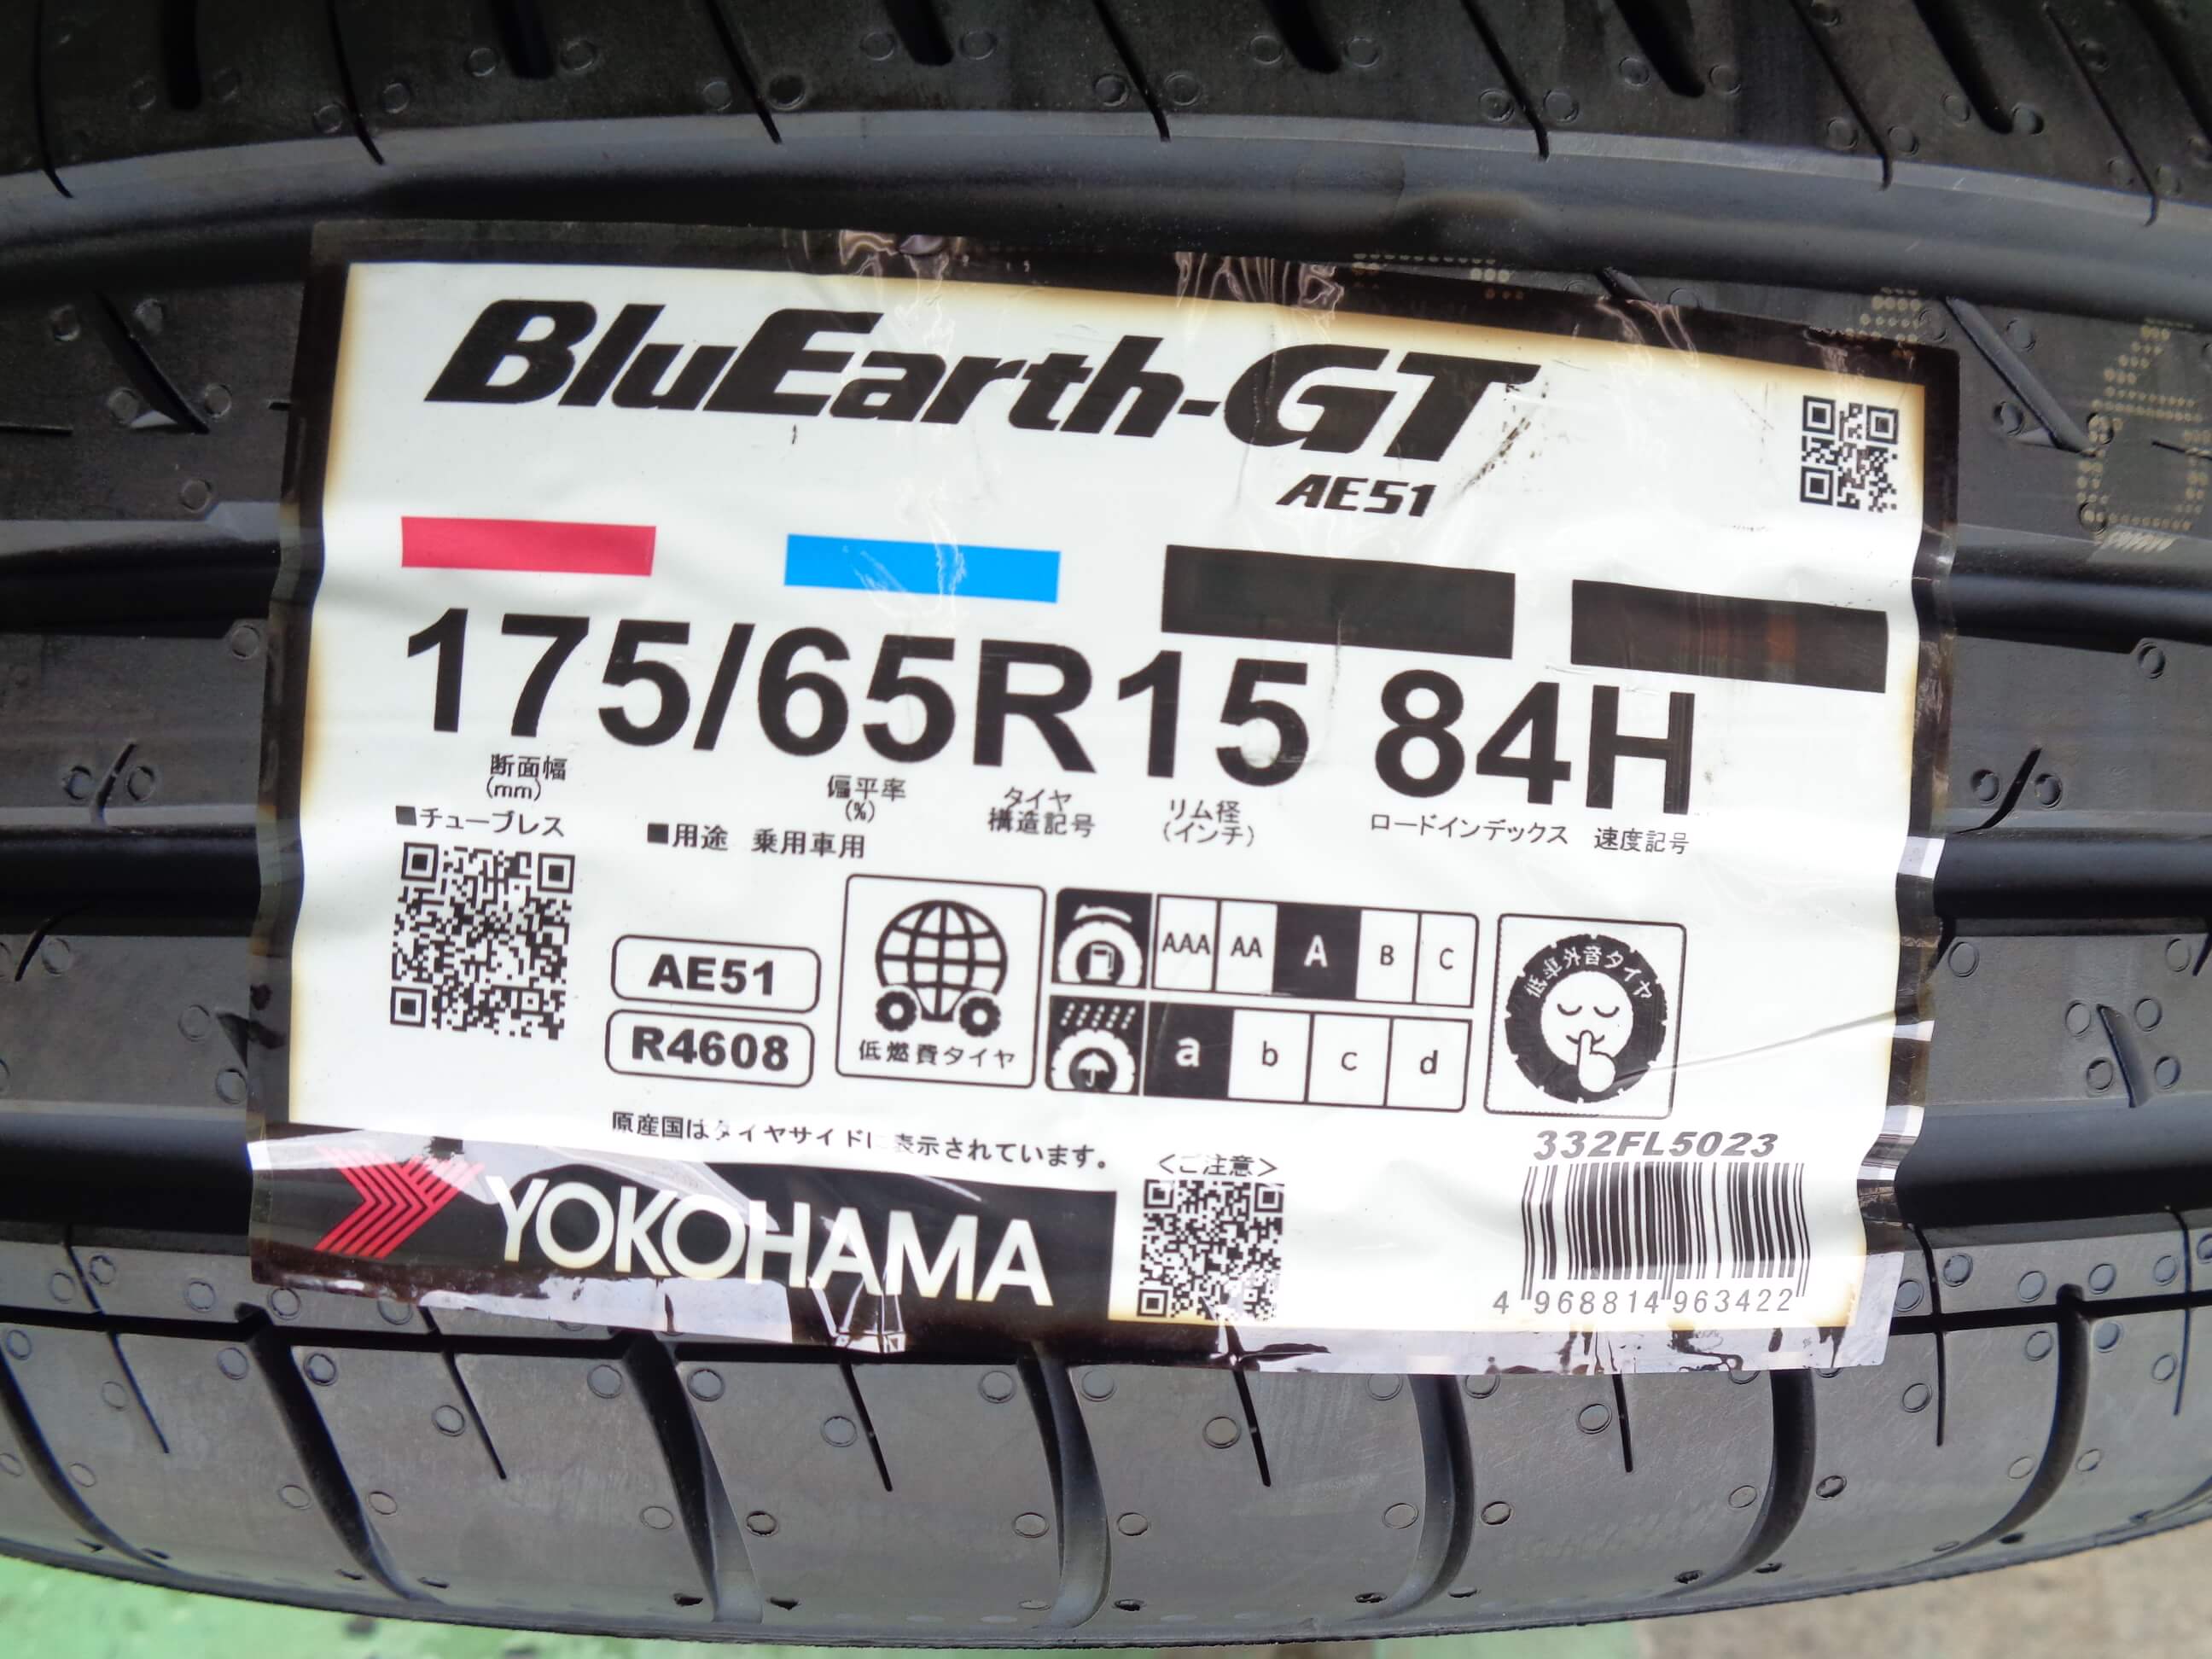 BluEarth-GT
AE51
175/65R15 84H
断面幅
(mm)
偏平率
(%)
タイヤ
構造記号
リム径
(インチ)
ロードインデックス
速度記号
■チューブレス
■用途 乗用車用
AE51
R4608
低燃費タイヤ
AAA AA A B C
a b c d
低車外音タイヤ
原産国はタイヤサイドに表示されています。
YOKOHAMA
<ご注意>
332FL5023
4 968814 963422